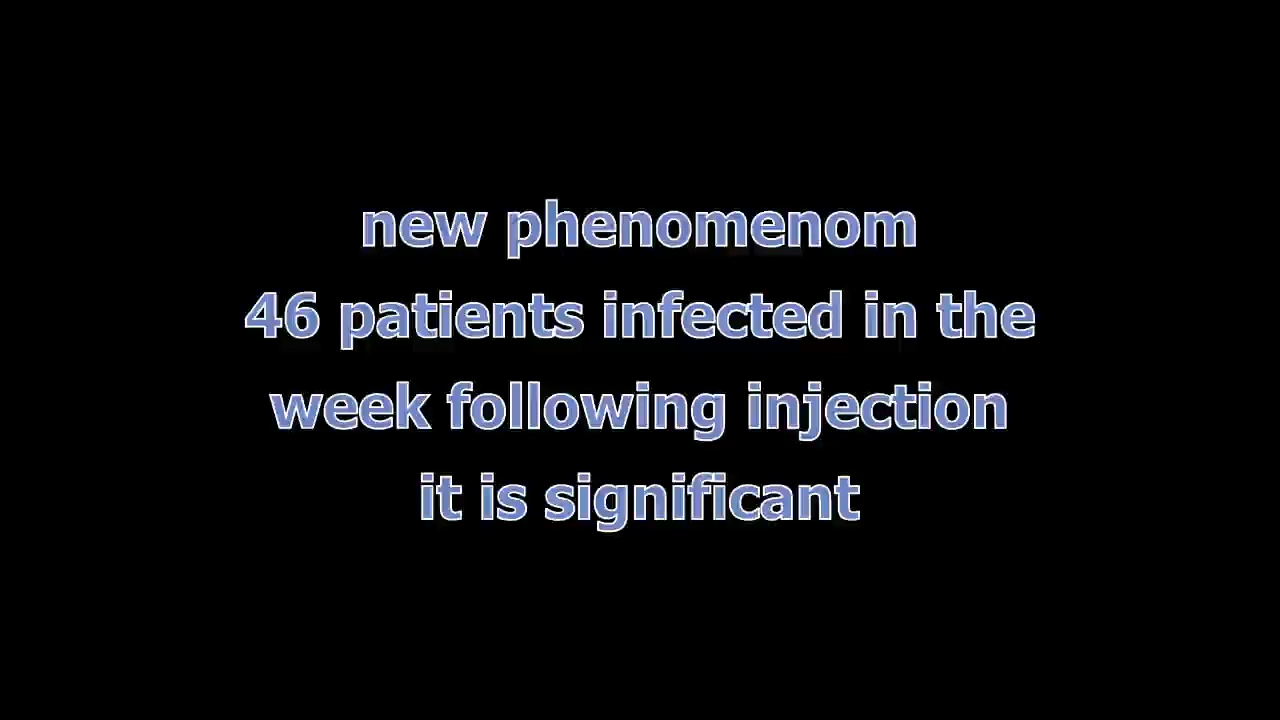 new phenomenom
46 patients infected in the
week following injection
it is significant